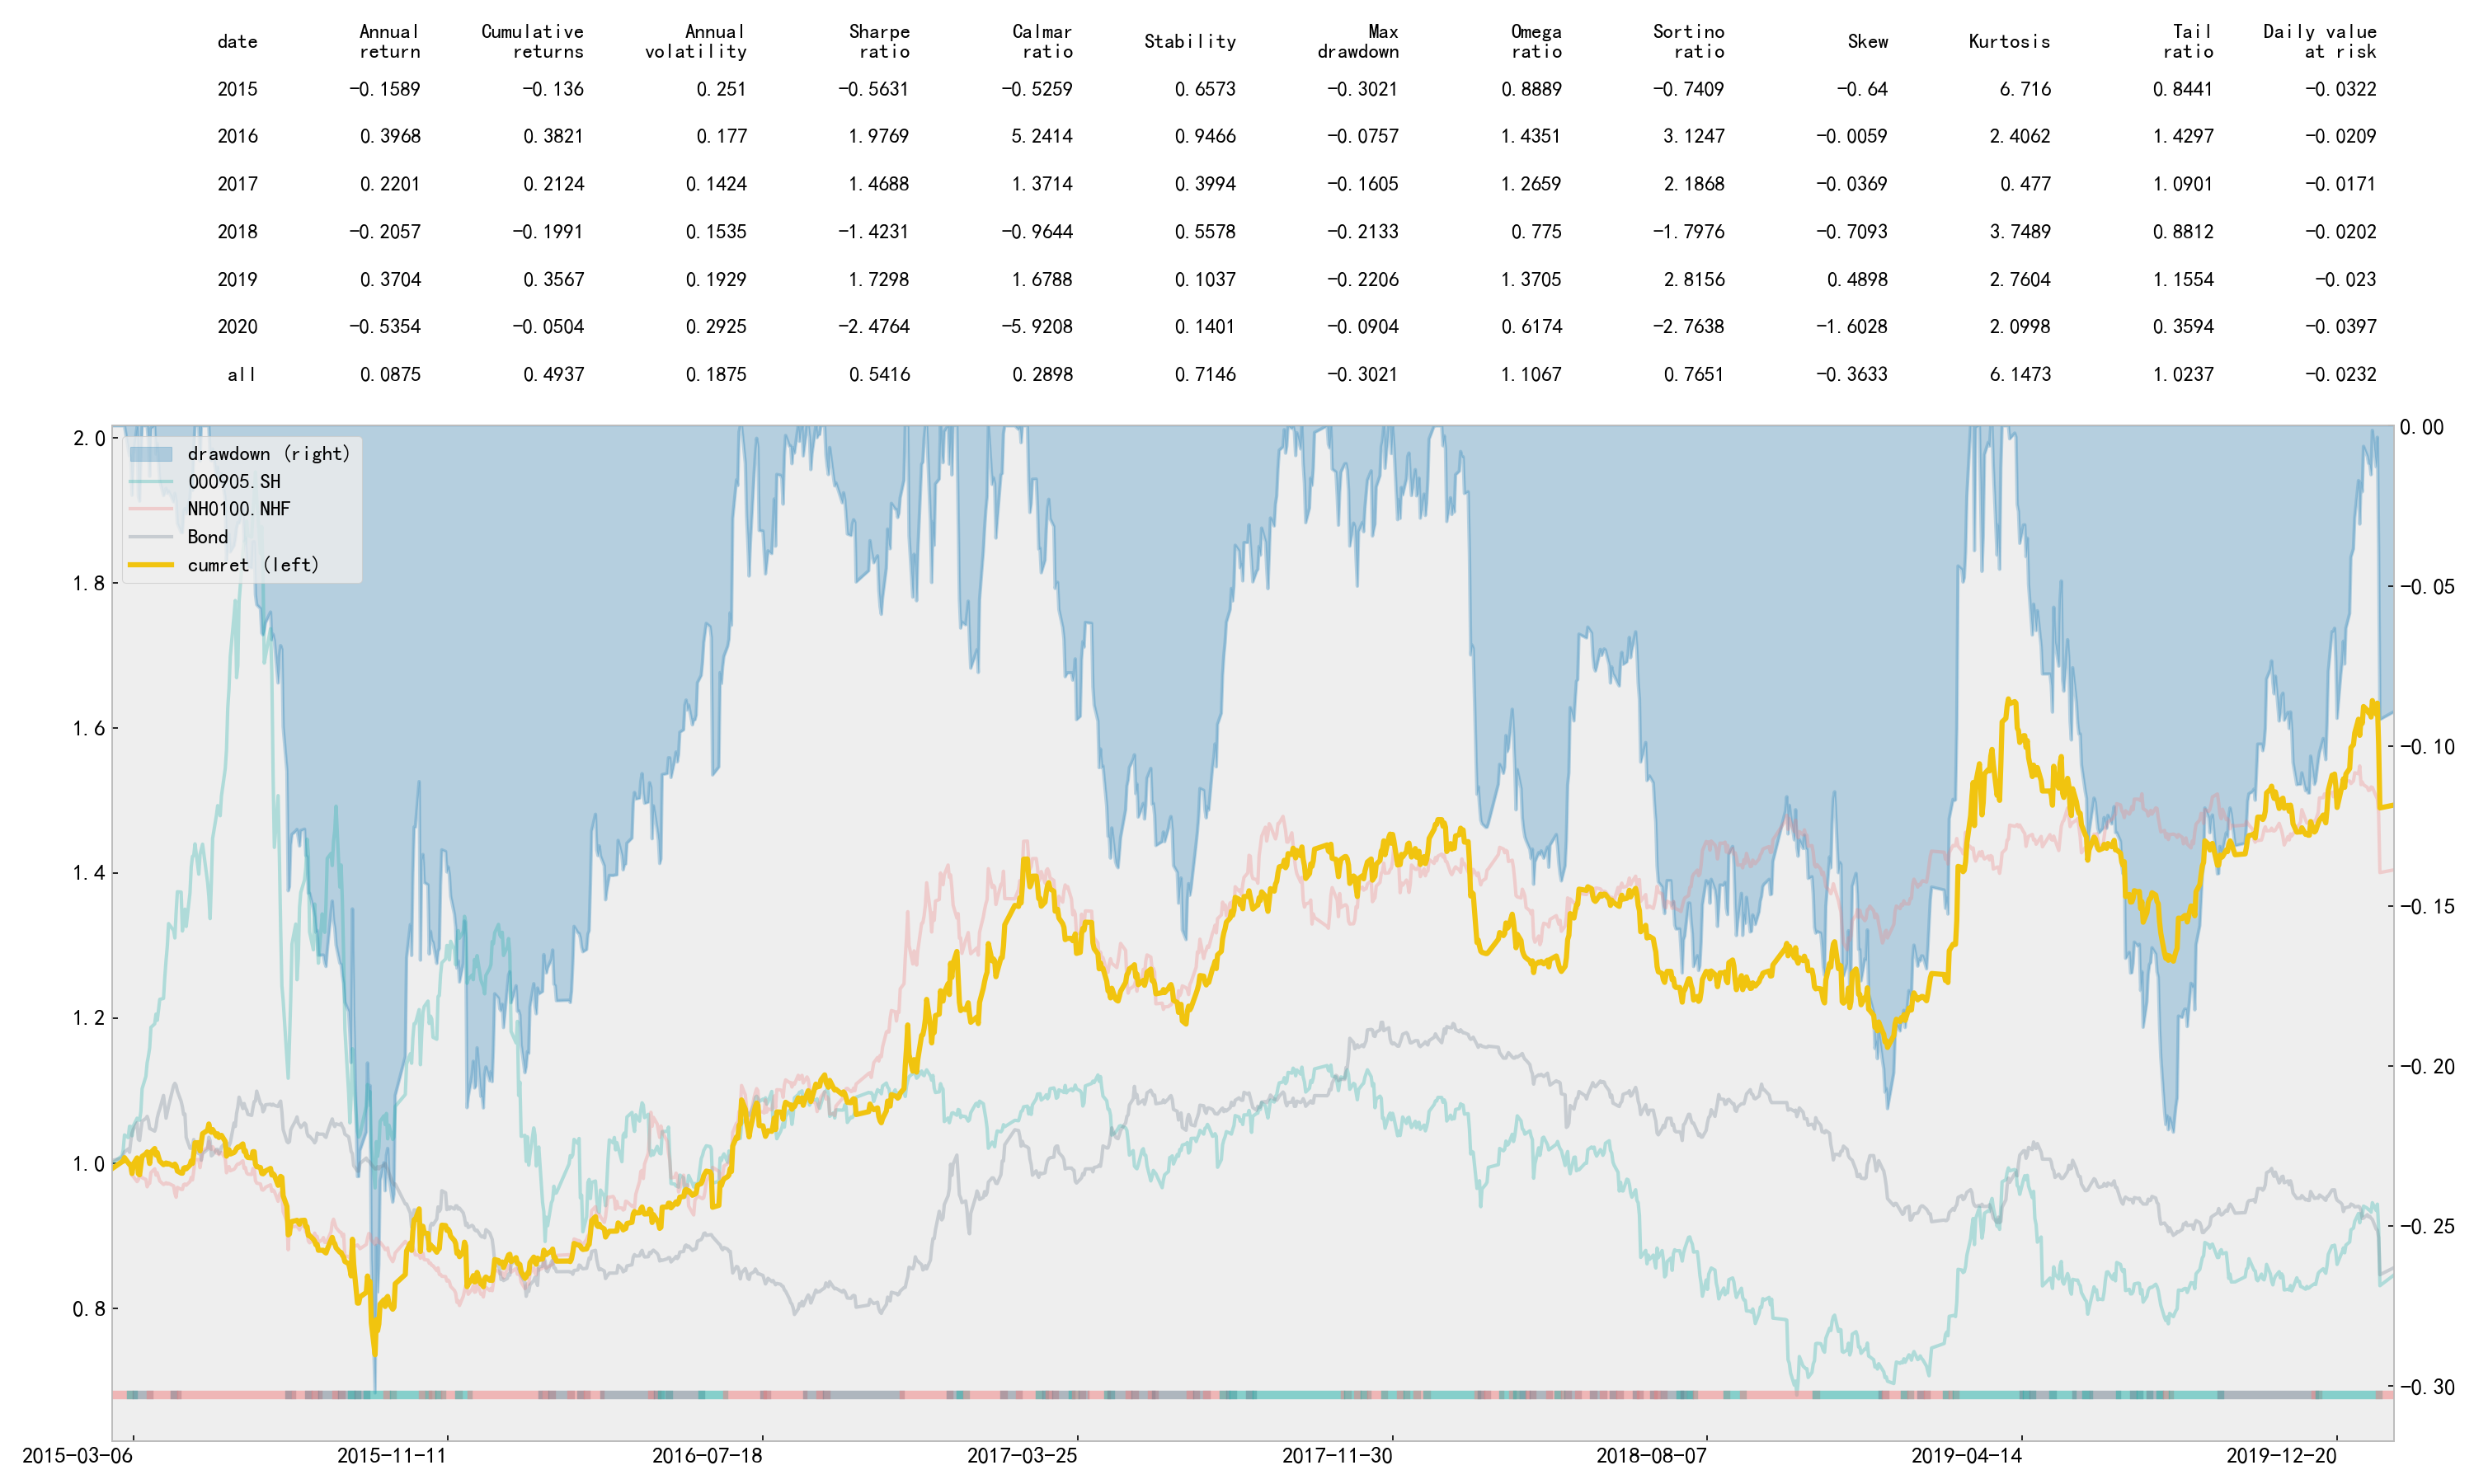 date Annual return Cumulative returns Annual volatility Sharpe ratio Calmar ratio Stability Max drawdown Omega ratio Sortino ratio Skew Kurtosis Tail ratio Daily value at risk
2015 -0.1589 -0.136 0.251 -0.5631 -0.5259 0.6573 -0.3021 0.8889 -0.7409 -0.64 6.716 0.8441 -0.0322
2016 0.3968 0.3821 0.177 1.9769 5.2414 0.9466 -0.0757 1.4351 3.1247 -0.0059 2.4062 1.4297 -0.0209
2017 0.2201 0.2124 0.1424 1.4688 1.3714 0.3994 -0.1605 1.2659 2.1868 -0.0369 0.477 1.0901 -0.0171
2018 -0.2057 -0.1991 0.1535 -1.4231 -0.9644 0.5578 -0.2133 0.775 -1.7976 -0.7093 3.7489 0.8812 -0.0202
2019 0.3704 0.3567 0.1929 1.7298 1.6788 0.1037 -0.2206 1.3705 2.8156 0.4898 2.7604 1.1554 -0.023
2020 -0.5354 -0.0504 0.2925 -2.4764 -5.9208 0.1401 -0.0904 0.6174 -2.7638 -1.6028 2.0998 0.3594 -0.0397
all 0.0875 0.4937 0.1875 0.5416 0.2898 0.7146 -0.3021 1.1067 0.7651 -0.3633 6.1473 1.0237 -0.0232
2.0
1.8
1.6
1.4
1.2
1.0
0.8
drawdown (right)
000905.SH
NH0100.NHF
Bond
cumret (left)
0.00
-0.05
-0.10
-0.15
-0.20
-0.25
-0.30
2015-03-06 2015-11-11 2016-07-18 2017-03-25 2017-11-30 2018-08-07 2019-04-14 2019-12-20